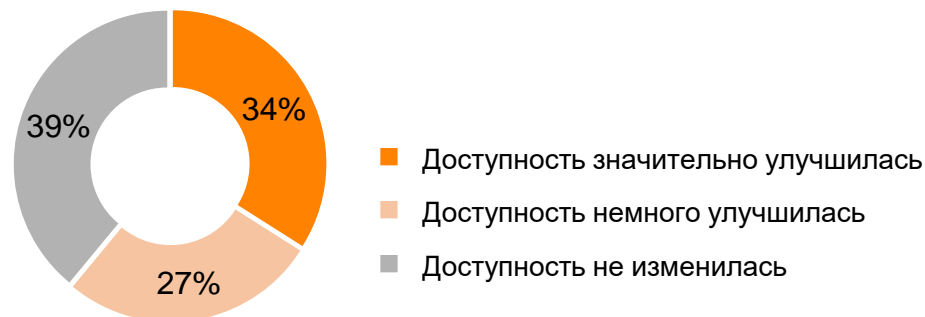 34%
39%
27%
Доступность значительно улучшилась
Доступность немного улучшилась
Доступность не изменилась